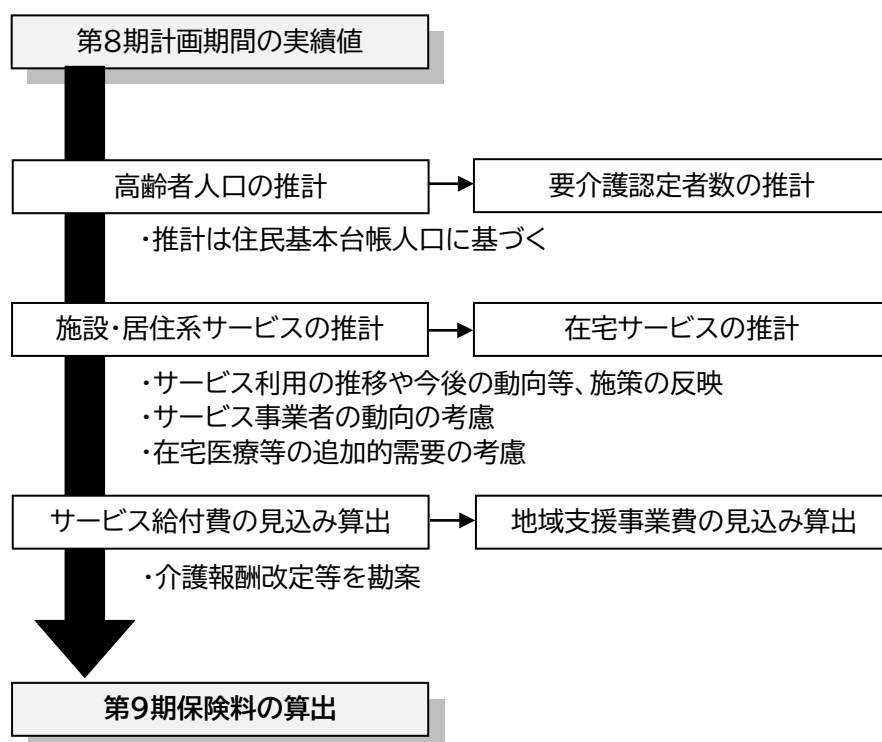 第8期計画期間の実績値
高齢者人口の推計
要介護認定者数の推計
・推計は住民基本台帳人口に基づく
施設・居住系サービスの推計
在宅サービスの推計
・サービス利用の推移や今後の動向等、施策の反映
・サービス事業者の動向の考慮
・在宅医療等の追加的需要の考慮
サービス給付費の見込み算出
地域支援事業費の見込み算出
・介護報酬改定等を勘案
第9期保険料の算出